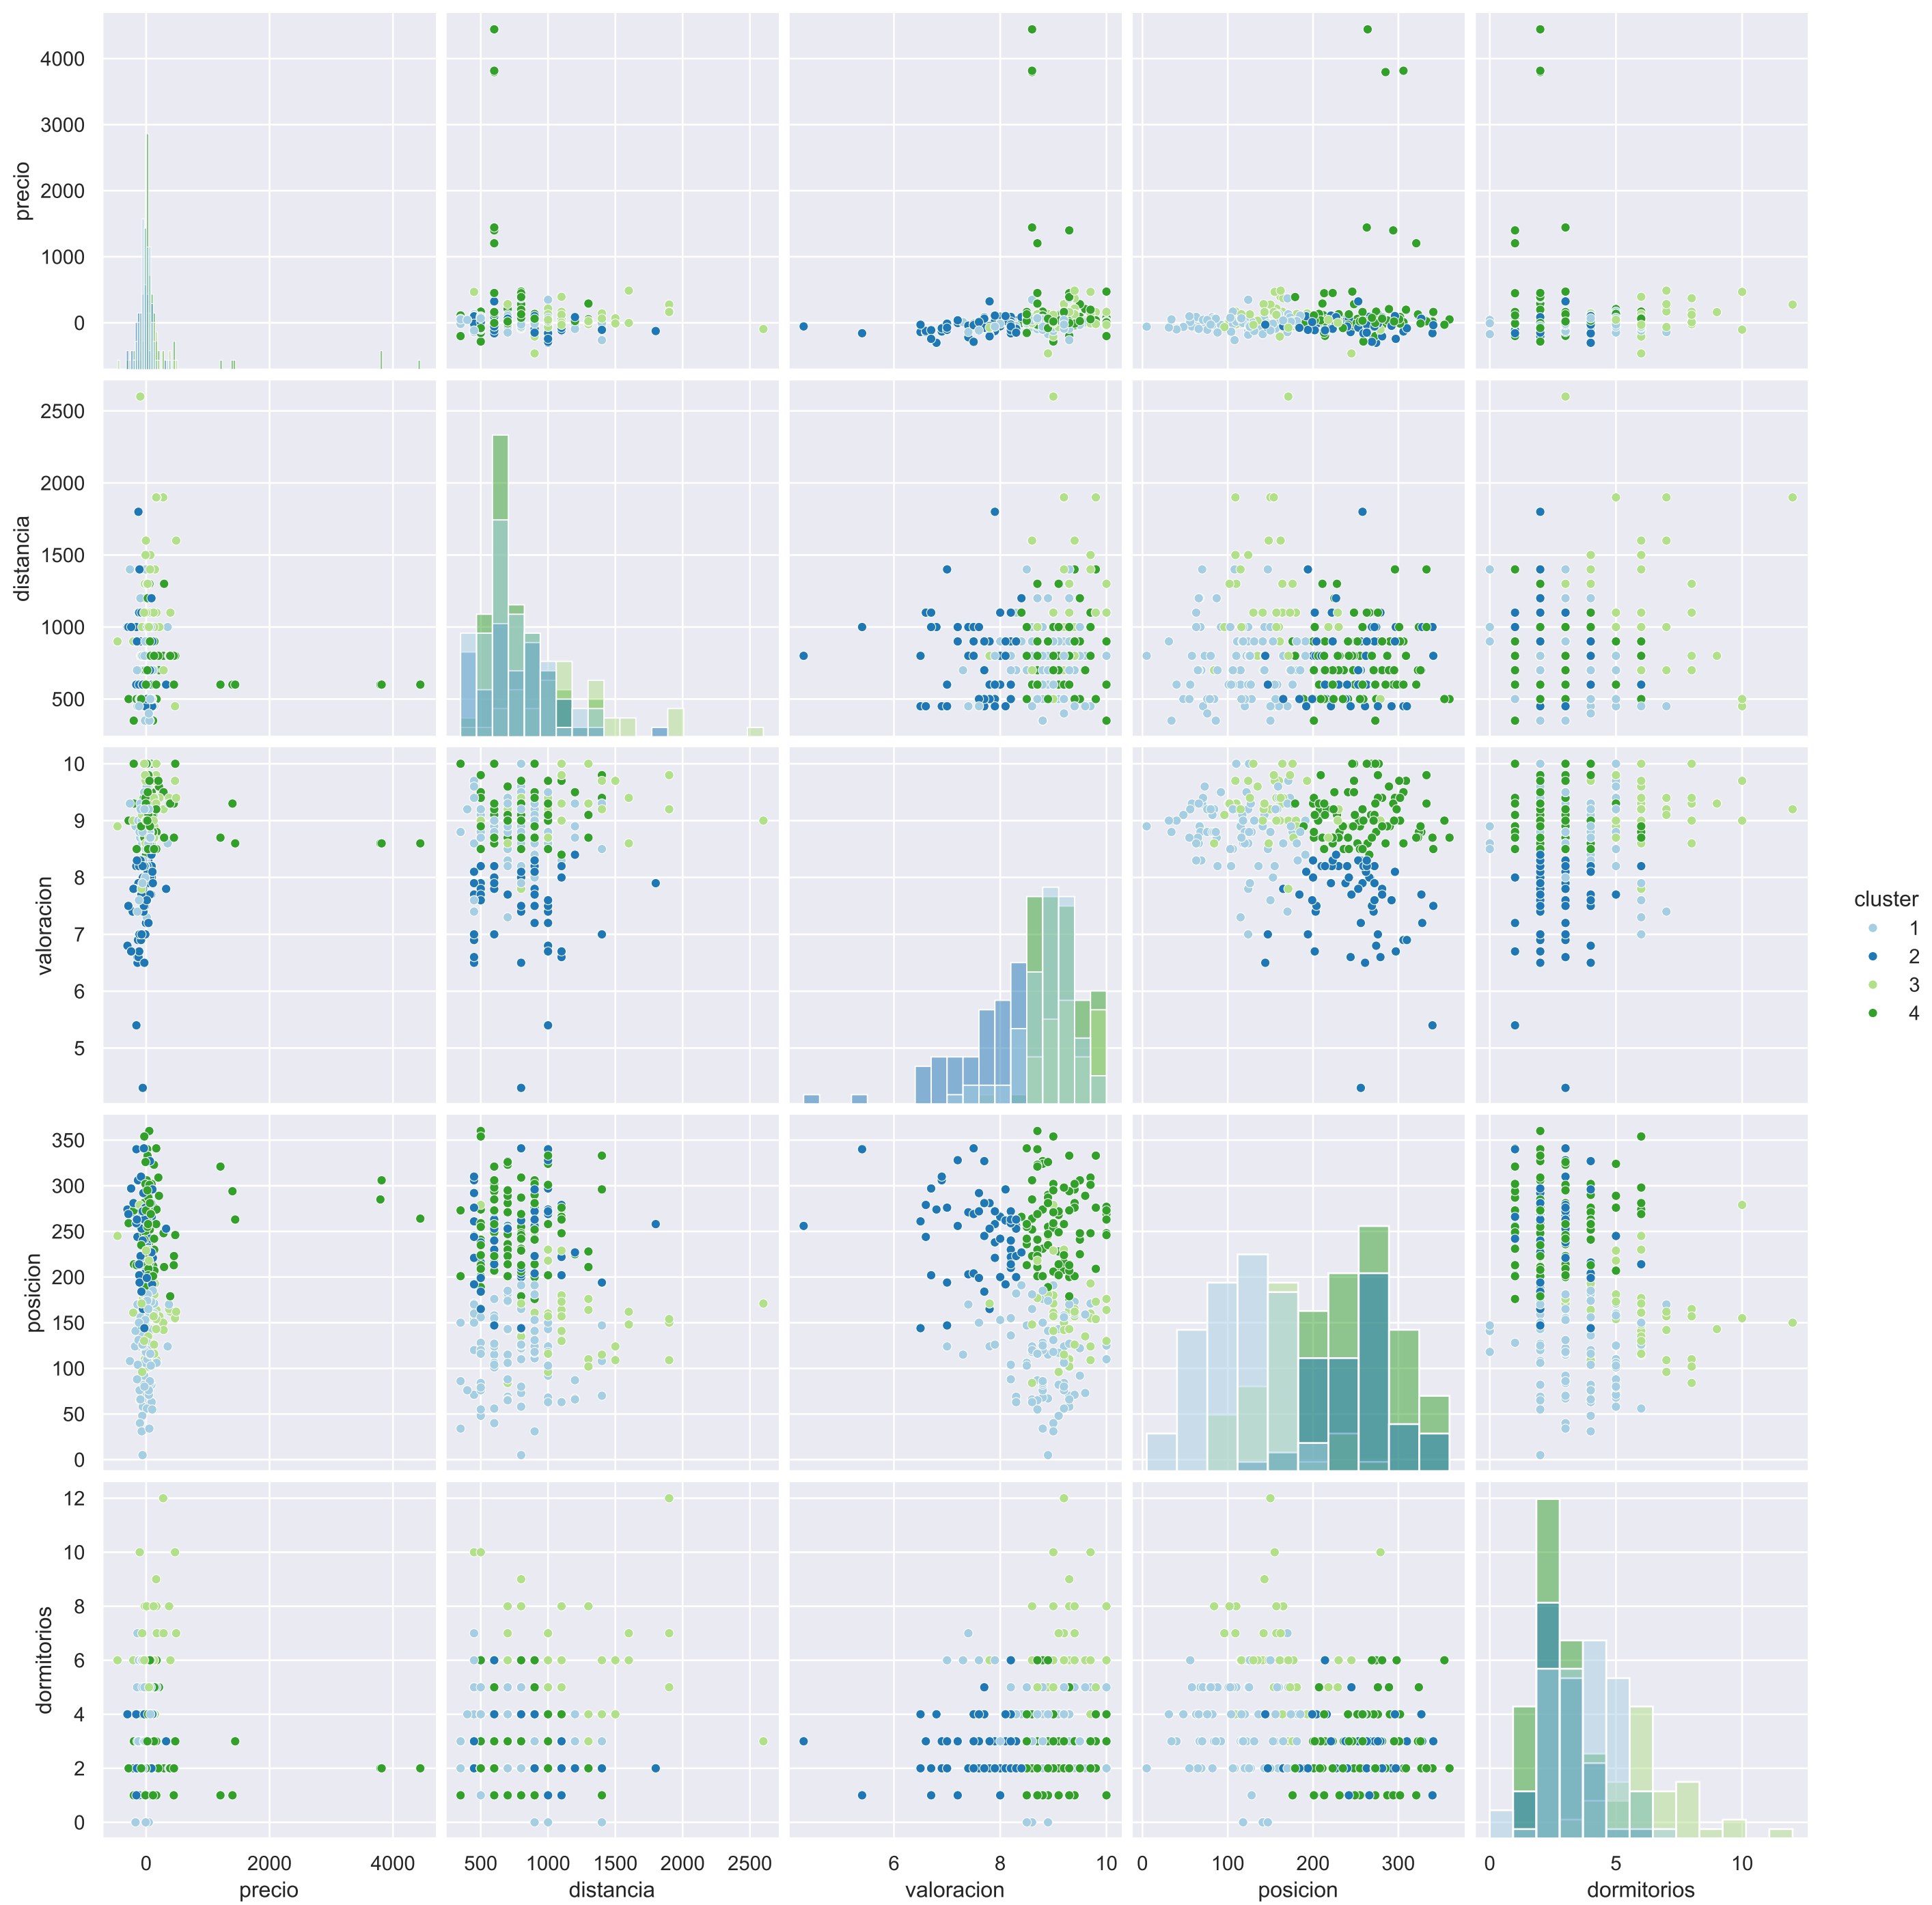 4000
3000
2000
1000
0
precio
2500
2000
1500
1000
500
distancia
10
9
8
7
6
5
valoracion
cluster
1
2
3
4
350
300
250
200
150
100
50
0
posicion
12
10
8
6
4
2
0
dormitorios
0 2000 4000
500 1000 1500 2000 2500
6 8 10
0 100 200 300
0 5 10
precio distancia valoracion posicion dormitorios